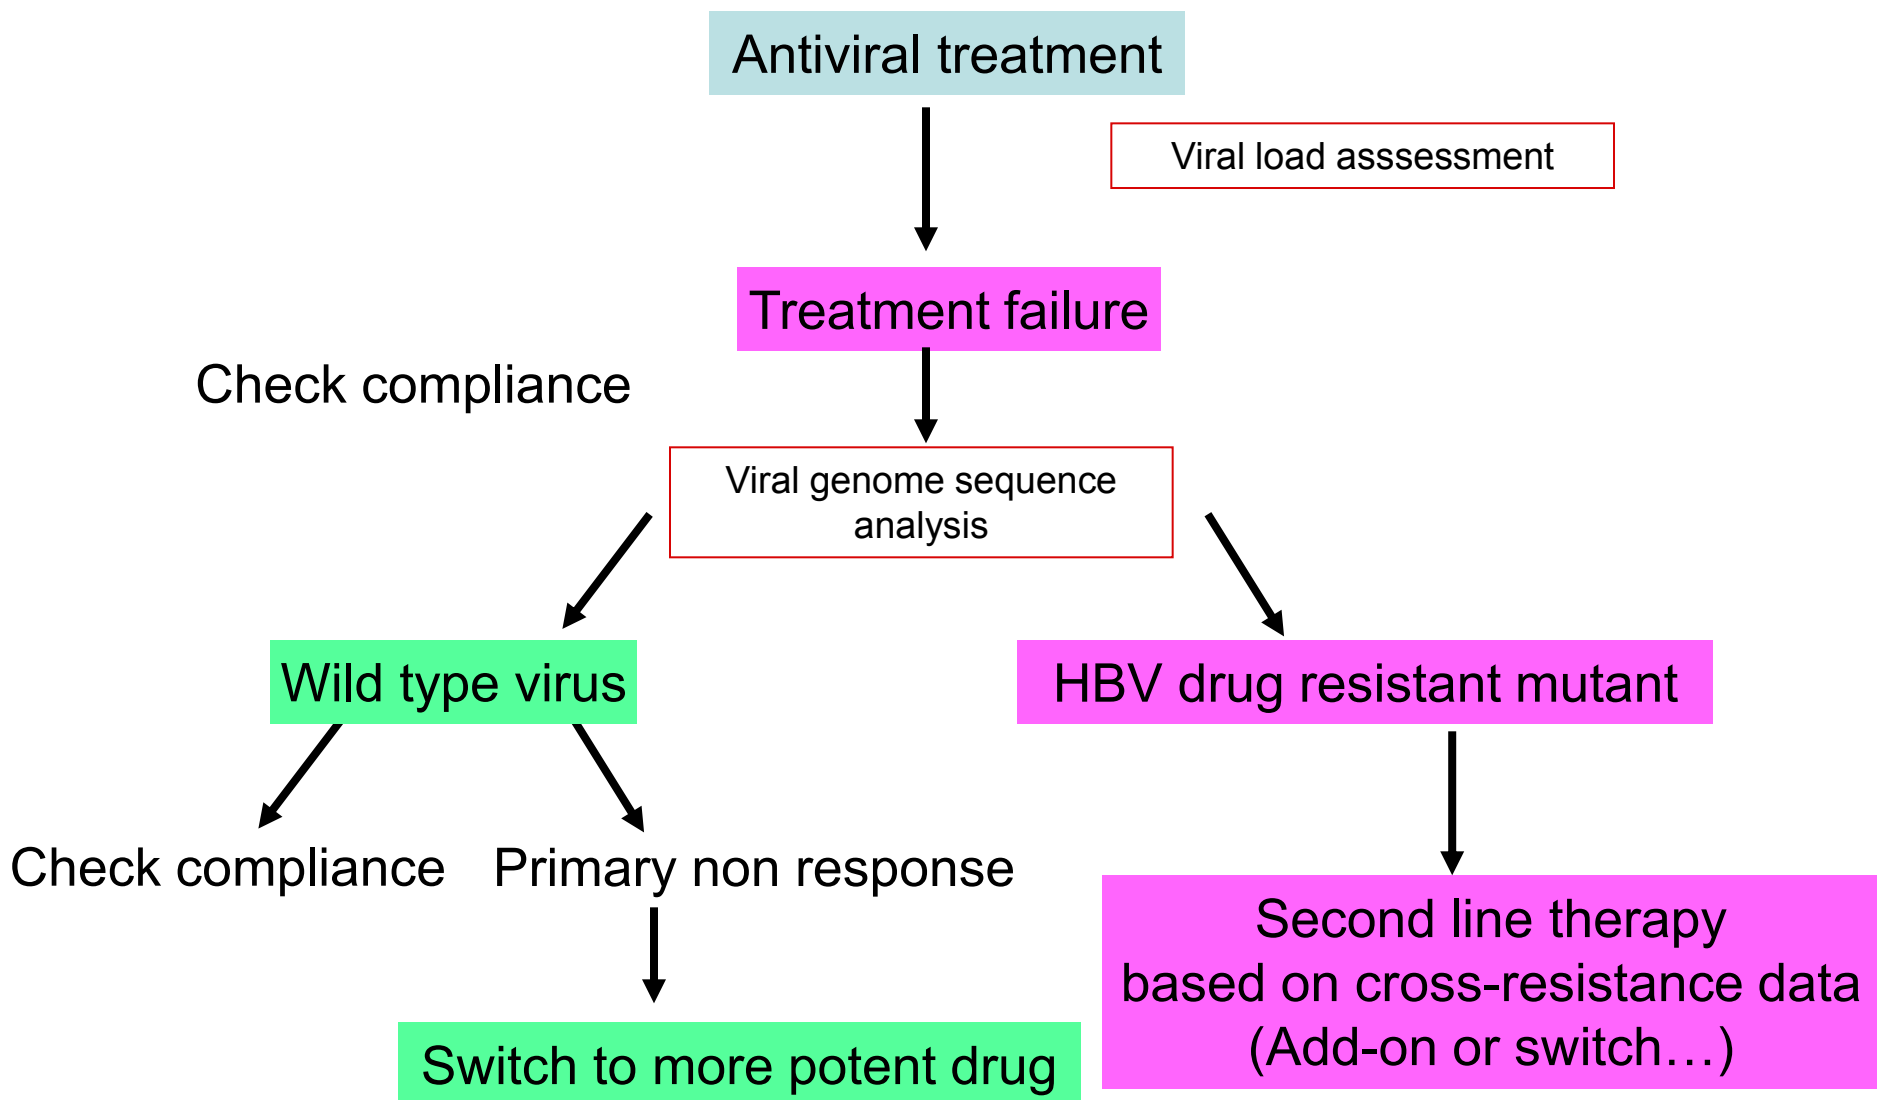 Antiviral treatment
Viral load asssessment
Treatment failure
Check compliance
Viral genome sequence
analysis
Wild type virus
HBV drug resistant mutant
Check compliance
Primary non response
Second line therapy
based on cross-resistance data
(Add-on or switch…)
Switch to more potent drug